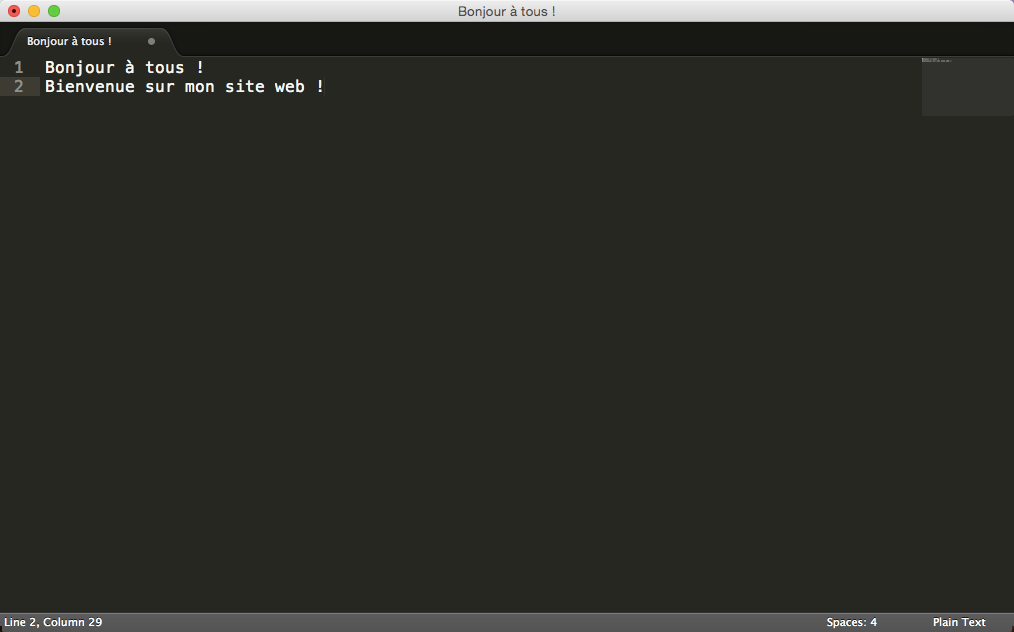 Bonjour à tous !
Bonjour à tous !
1 Bonjour à tous !
2 Bienvenue sur mon site web !
Line 2, Column 29 Spaces: 4 Plain Text